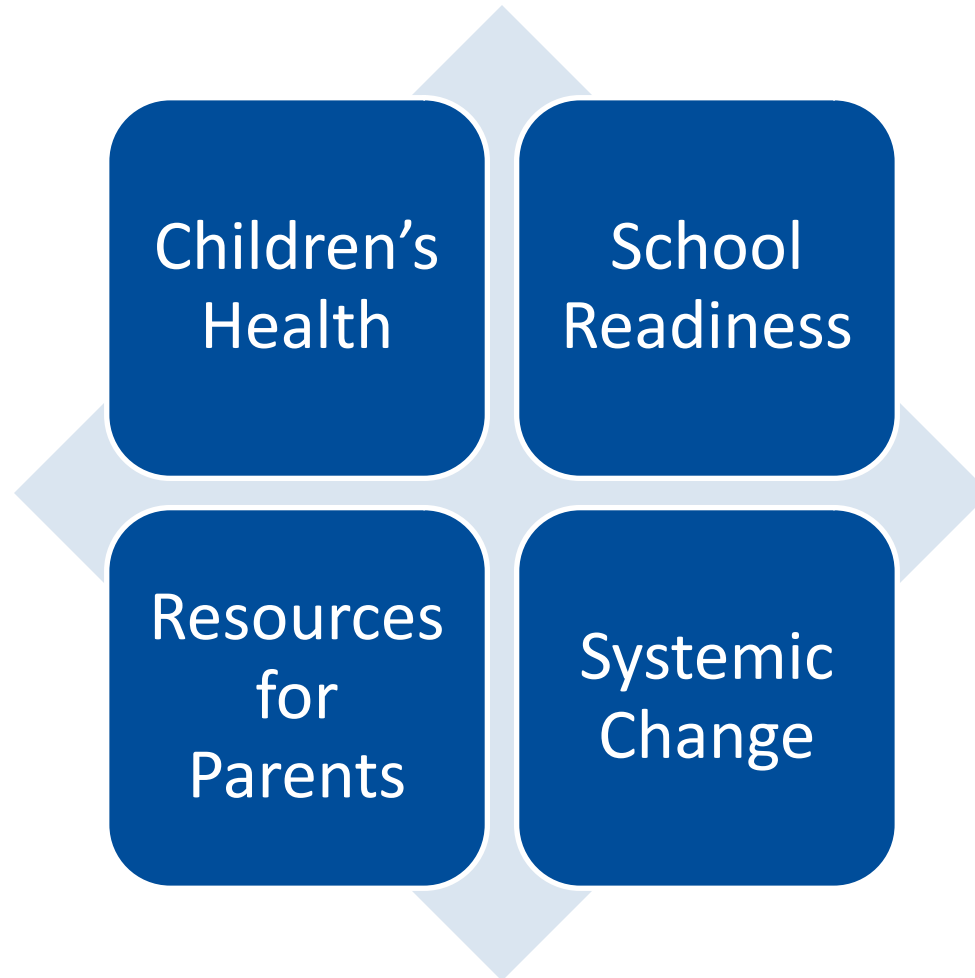 Children’s
Health
School
Readiness
Resources
for
Parents
Systemic
Change